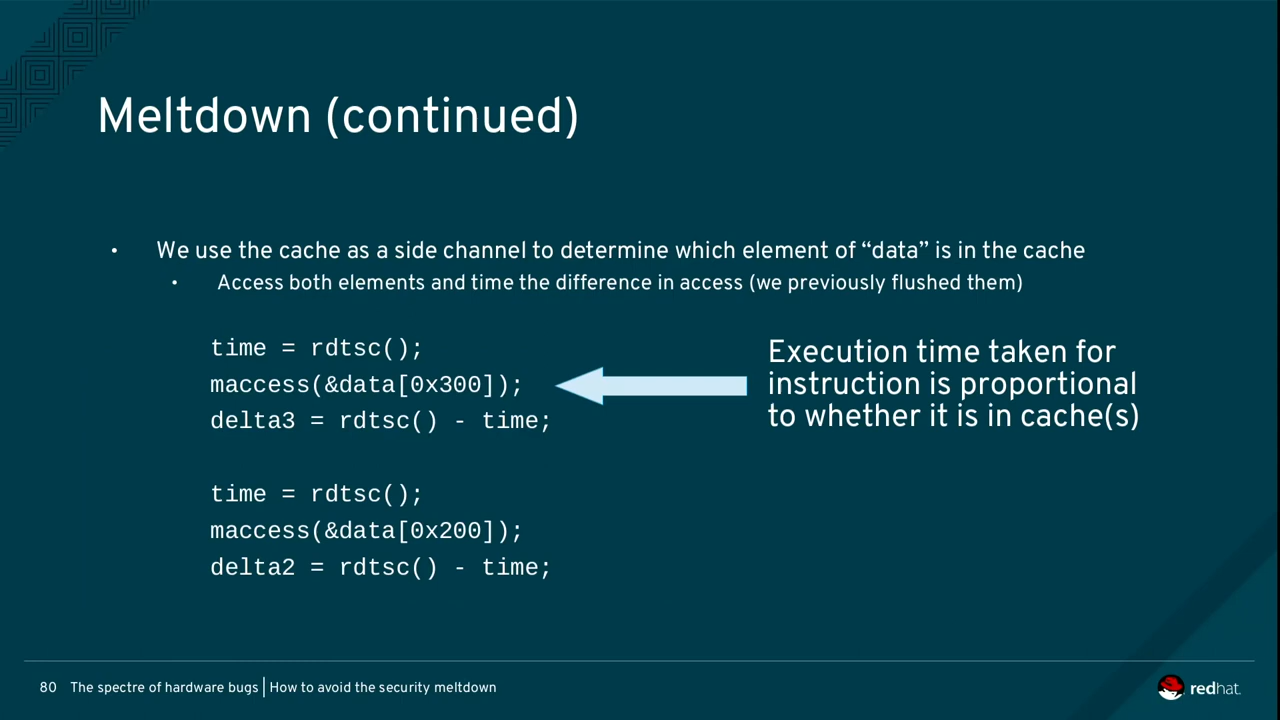 Meltdown (continued)
• We use the cache as a side channel to determine which element of “data” is in the cache
• Access both elements and time the difference in access (we previously flushed them)
time = rdtsc();
maccess(&data[0x300]);
delta3 = rdtsc() - time;
Execution time taken for
instruction is proportional
to whether it is in cache(s)
time = rdtsc();
maccess(&data[0x200]);
delta2 = rdtsc() - time;
80 The spectre of hardware bugs | How to avoid the security meltdown
redhat.